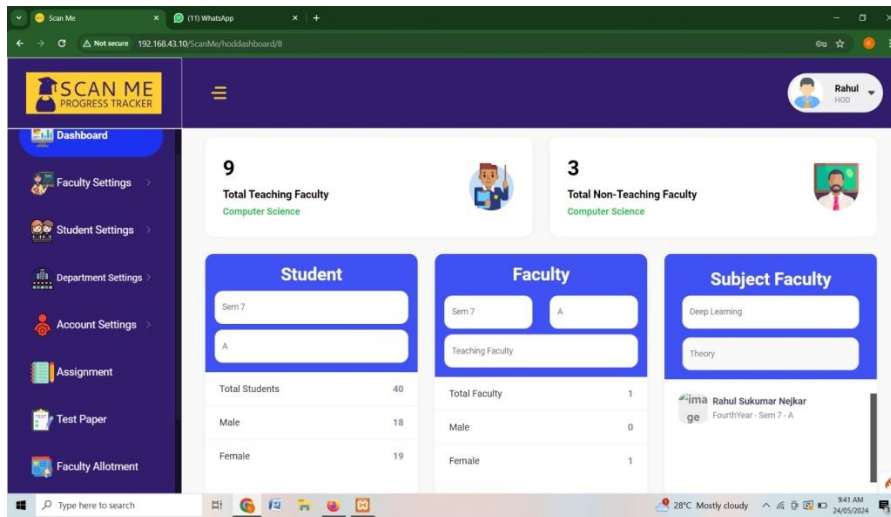 Scan Me
(11) WhatsApp
Not secure 192.168.43.10/ScanMe/hoddashboard/8
SCAN ME
PROGRESS TRACKER
Rahul
HOD
Dashboard
Faculty Settings
Student Settings
Department Settings
Account Settings
Assignment
Test Paper
Faculty Allotment
9
Total Teaching Faculty
Computer Science
3
Total Non-Teaching Faculty
Computer Science
Student
Sem 7
A
Total Students 40
Male 18
Female 19
Faculty
Sem 7 A
Teaching Faculty
Total Faculty 1
Male 0
Female 1
Subject Faculty
Deep Learning
Theory
image
Rahul Sukumar Nejkar
FourthYear - Sem 7 - A
Type here to search
28°C Mostly cloudy
9:41 AM
24/05/2024